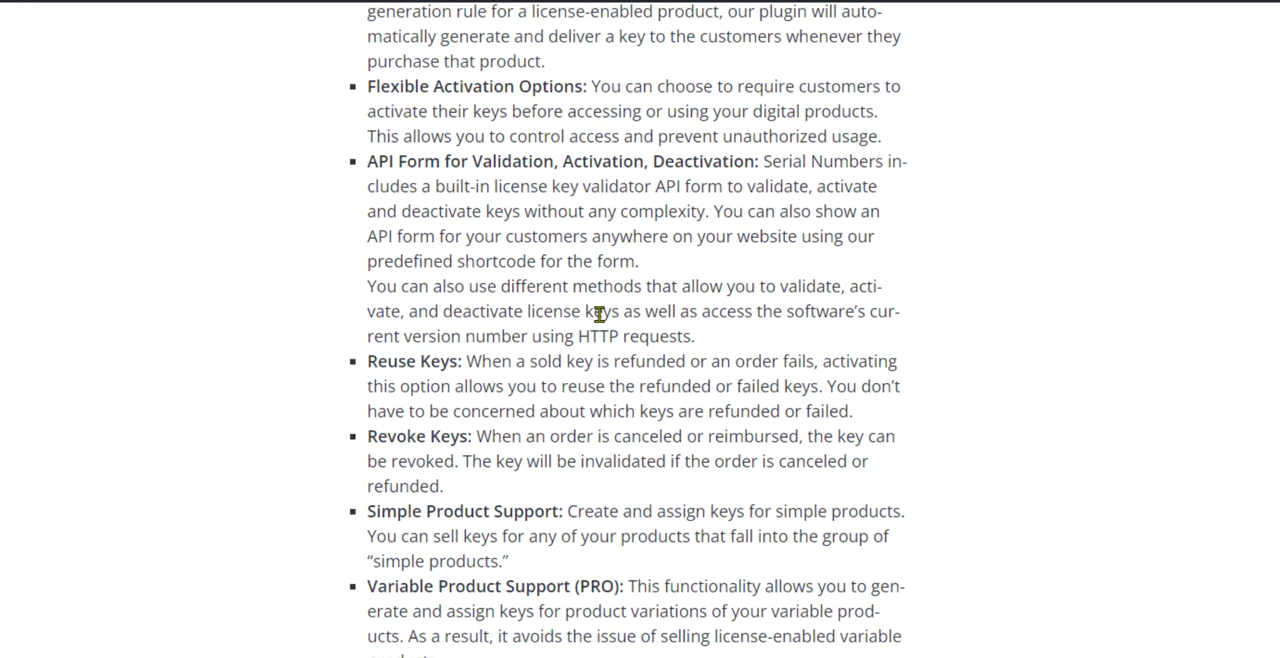 generation rule for a license-enabled product, our plugin will auto-
matically generate and deliver a key to the customers whenever they
purchase that product.
Flexible Activation Options: You can choose to require customers to
activate their keys before accessing or using your digital products.
This allows you to control access and prevent unauthorized usage.
API Form for Validation, Activation, Deactivation: Serial Numbers in-
cludes a built-in license key validator API form to validate, activate
and deactivate keys without any complexity. You can also show an
API form for your customers anywhere on your website using our
predefined shortcode for the form.
You can also use different methods that allow you to validate, acti-
vate, and deactivate license keys as well as access the software’s cur-
rent version number using HTTP requests.
Reuse Keys: When a sold key is refunded or an order fails, activating
this option allows you to reuse the refunded or failed keys. You don’t
have to be concerned about which keys are refunded or failed.
Revoke Keys: When an order is canceled or reimbursed, the key can
be revoked. The key will be invalidated if the order is canceled or
refunded.
Simple Product Support: Create and assign keys for simple products.
You can sell keys for any of your products that fall into the group of
“simple products.”
Variable Product Support (PRO): This functionality allows you to gen-
erate and assign keys for product variations of your variable prod-
ucts. As a result, it avoids the issue of selling license-enabled variable